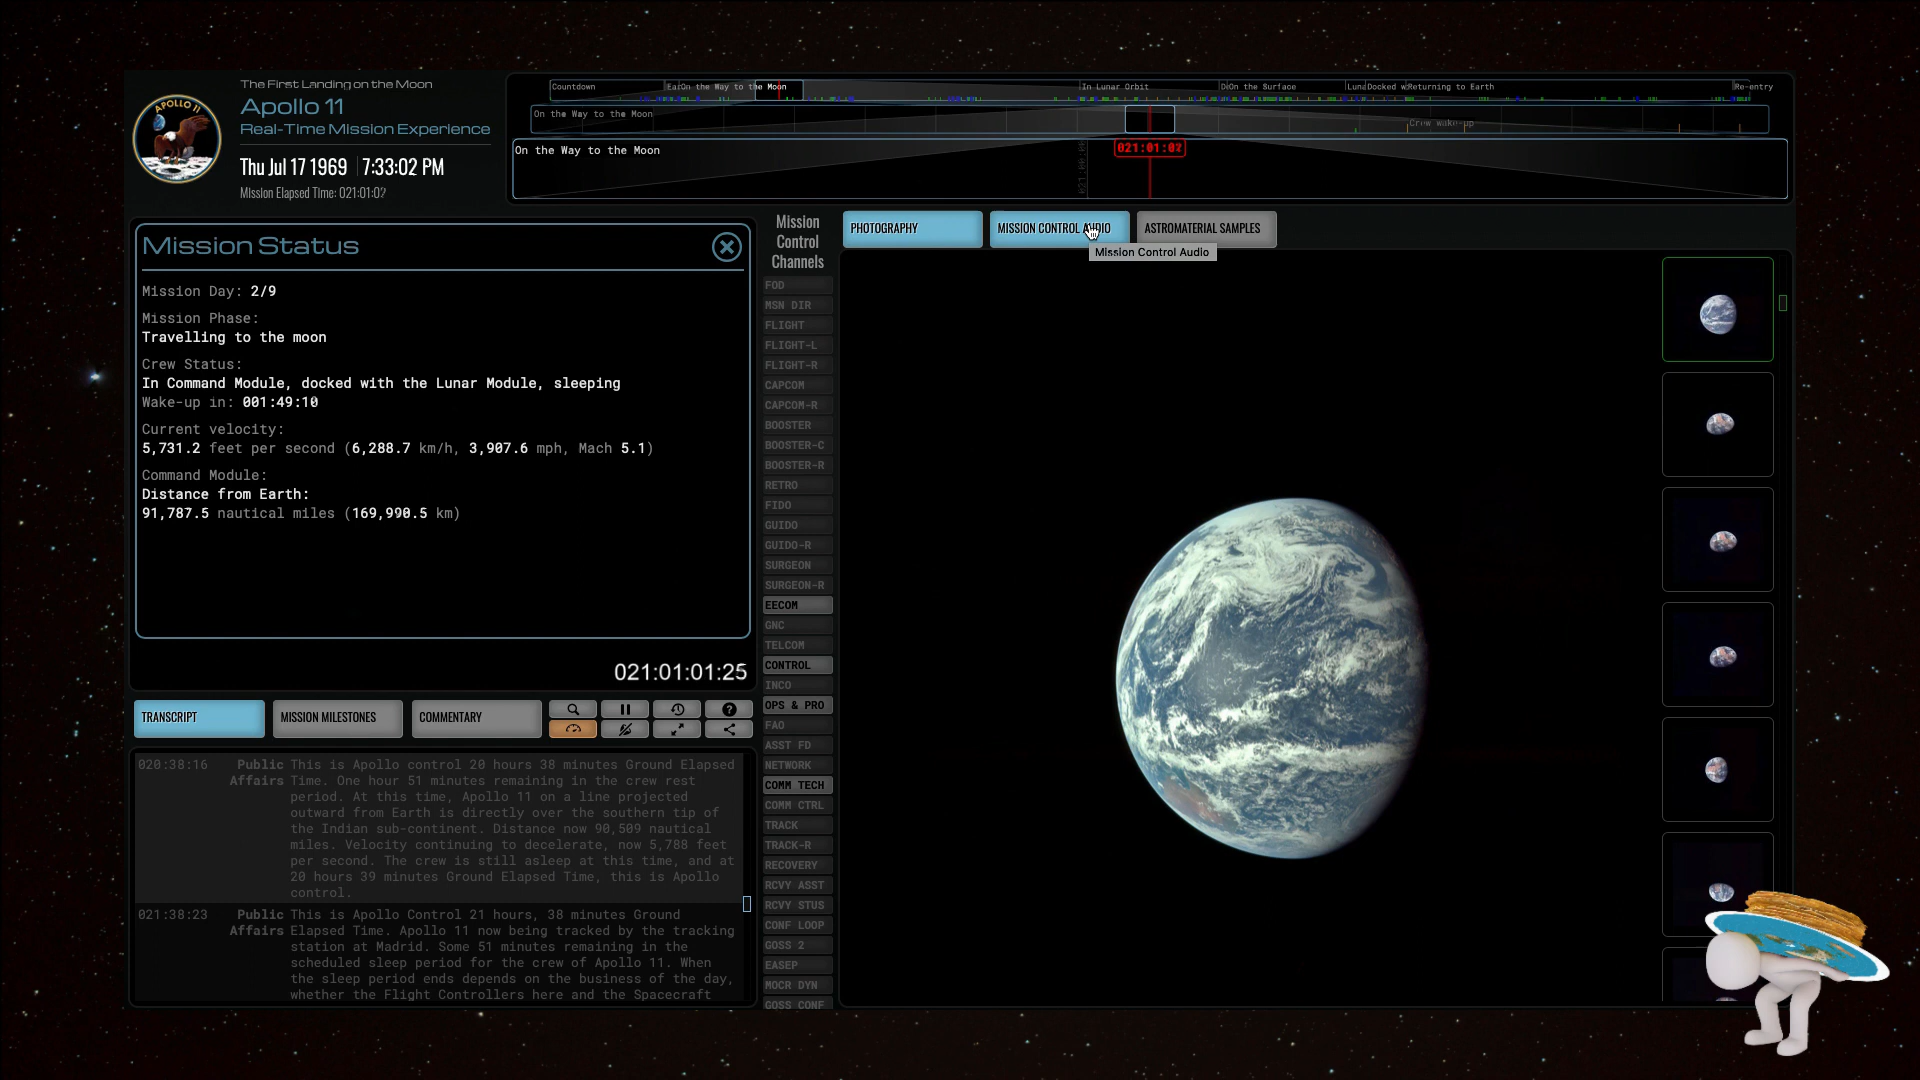 The First Landing on the Moon
Apollo 11
Real-Time Mission Experience
Thu Jul 17 1969 7:33:02 PM
Mission Elapsed Time: 021:01:02
APOLLO 11
Countdown
On the Way to the Moon
In Lunar Orbit
On the Surface
Returning to Earth
Re-entry
On the Way to the Moon
Crew wake-up
On the Way to the Moon
021:01:02
Mission Status
Mission Day: 2/9
Mission Phase:
Travelling to the moon
Crew Status:
In Command Module, docked with the Lunar Module, sleeping
Wake-up in: 001:49:10
Current velocity:
5,731.2 feet per second (6,288.7 km/h, 3,907.6 mph, Mach 5.1)
Command Module:
Distance from Earth:
91,787.5 nautical miles (169,990.5 km)
021:01:01:25
TRANSCRIPT
MISSION MILESTONES
COMMENTARY
020:38:16 Public Affairs This is Apollo control 20 hours 38 minutes Ground Elapsed
Time. One hour 51 minutes remaining in the crew rest
period. At this time, Apollo 11 on a line projected
outward from Earth is directly over the southern tip of
the Indian sub-continent. Distance now 90,509 nautical
miles. Velocity continuing to decelerate, now 5,788 feet
per second. The crew is still asleep at this time, and at
20 hours 39 minutes Ground Elapsed Time, this is Apollo
control.
021:38:23 Public Affairs This is Apollo Control 21 hours, 38 minutes Ground
Elapsed Time. Apollo 11 now being tracked by the tracking
station at Madrid. Some 51 minutes remaining in the
scheduled sleep period for the crew of Apollo 11. When
the sleep period ends depends on the business of the day,
whether the Flight Controllers here and the Spacecraft
Mission
Control
Channels
FOD
MSN DIR
FLIGHT
FLIGHT-L
FLIGHT-R
CAPCOM
CAPCOM-R
BOOSTER
BOOSTER-C
BOOSTER-R
RETRO
FIDO
GUIDO
GUIDO-R
SURGEON
SURGEON-R
EECOM
GNC
TELCOM
CONTROL
INCO
OPS & PRO
FAO
ASST FD
NETWORK
COMM TECH
COMM CTRL
TRACK
TRACK-R
RECOVERY
RCVY ASST
RCVY STUS
CONF LOOP
GOSS 2
EASEP
MOCR DYN
GOSS CONF
PHOTOGRAPHY
MISSION CONTROL AUDIO
ASTROMATERIAL SAMPLES
Mission Control Audio